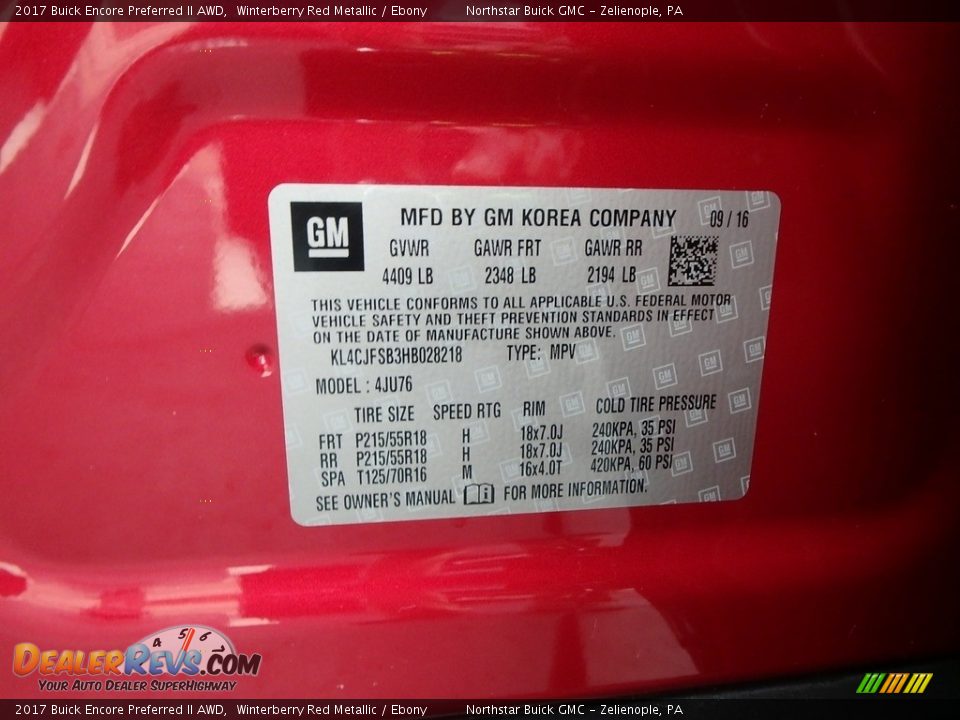 2017 Buick Encore Preferred II AWD, Winterberry Red Metallic / Ebony Northstar Buick GMC - Zelienople, PA
GM MFD BY GM KOREA COMPANY 09 / 16
GVWR GAWR FRT GAWR RR
4409 LB 2348 LB 2194 LB
THIS VEHICLE CONFORMS TO ALL APPLICABLE U.S. FEDERAL MOTOR
VEHICLE SAFETY AND THEFT PREVENTION STANDARDS IN EFFECT
ON THE DATE OF MANUFACTURE SHOWN ABOVE.
KL4CJFSB3HB028218 TYPE: MPV
MODEL : 4JU76
TIRE SIZE SPEED RTG RIM COLD TIRE PRESSURE
FRT P215/55R18 H 18x7.0J 240KPA, 35 PSI
RR P215/55R18 H 18x7.0J 240KPA, 35 PSI
SPA T125/70R16 M 16x4.0T 420KPA, 60 PSI
SEE OWNER'S MANUAL FOR MORE INFORMATION.
4 5 6 7
DEALERREVS.COM
YOUR AUTO DEALER SUPERHIGHWAY
2017 Buick Encore Preferred II AWD, Winterberry Red Metallic / Ebony Northstar Buick GMC - Zelienople, PA